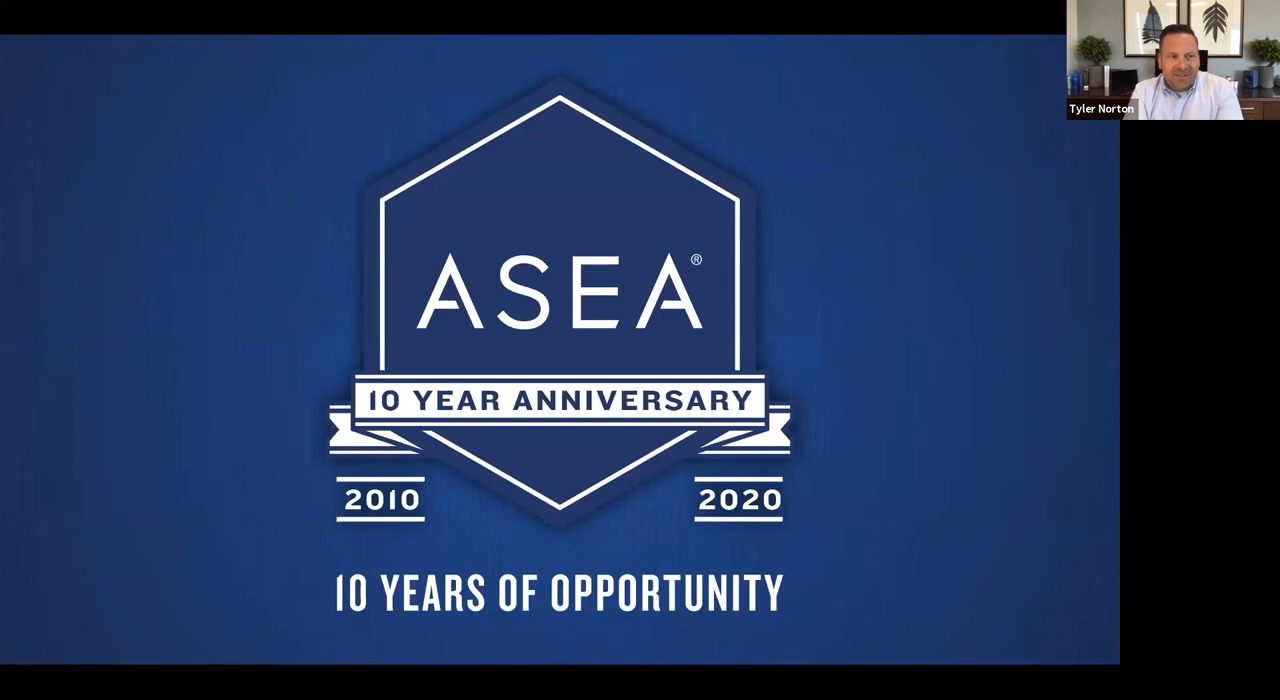 Tyler Norton
ASEA®
10 YEAR ANNIVERSARY
2010
2020
10 YEARS OF OPPORTUNITY